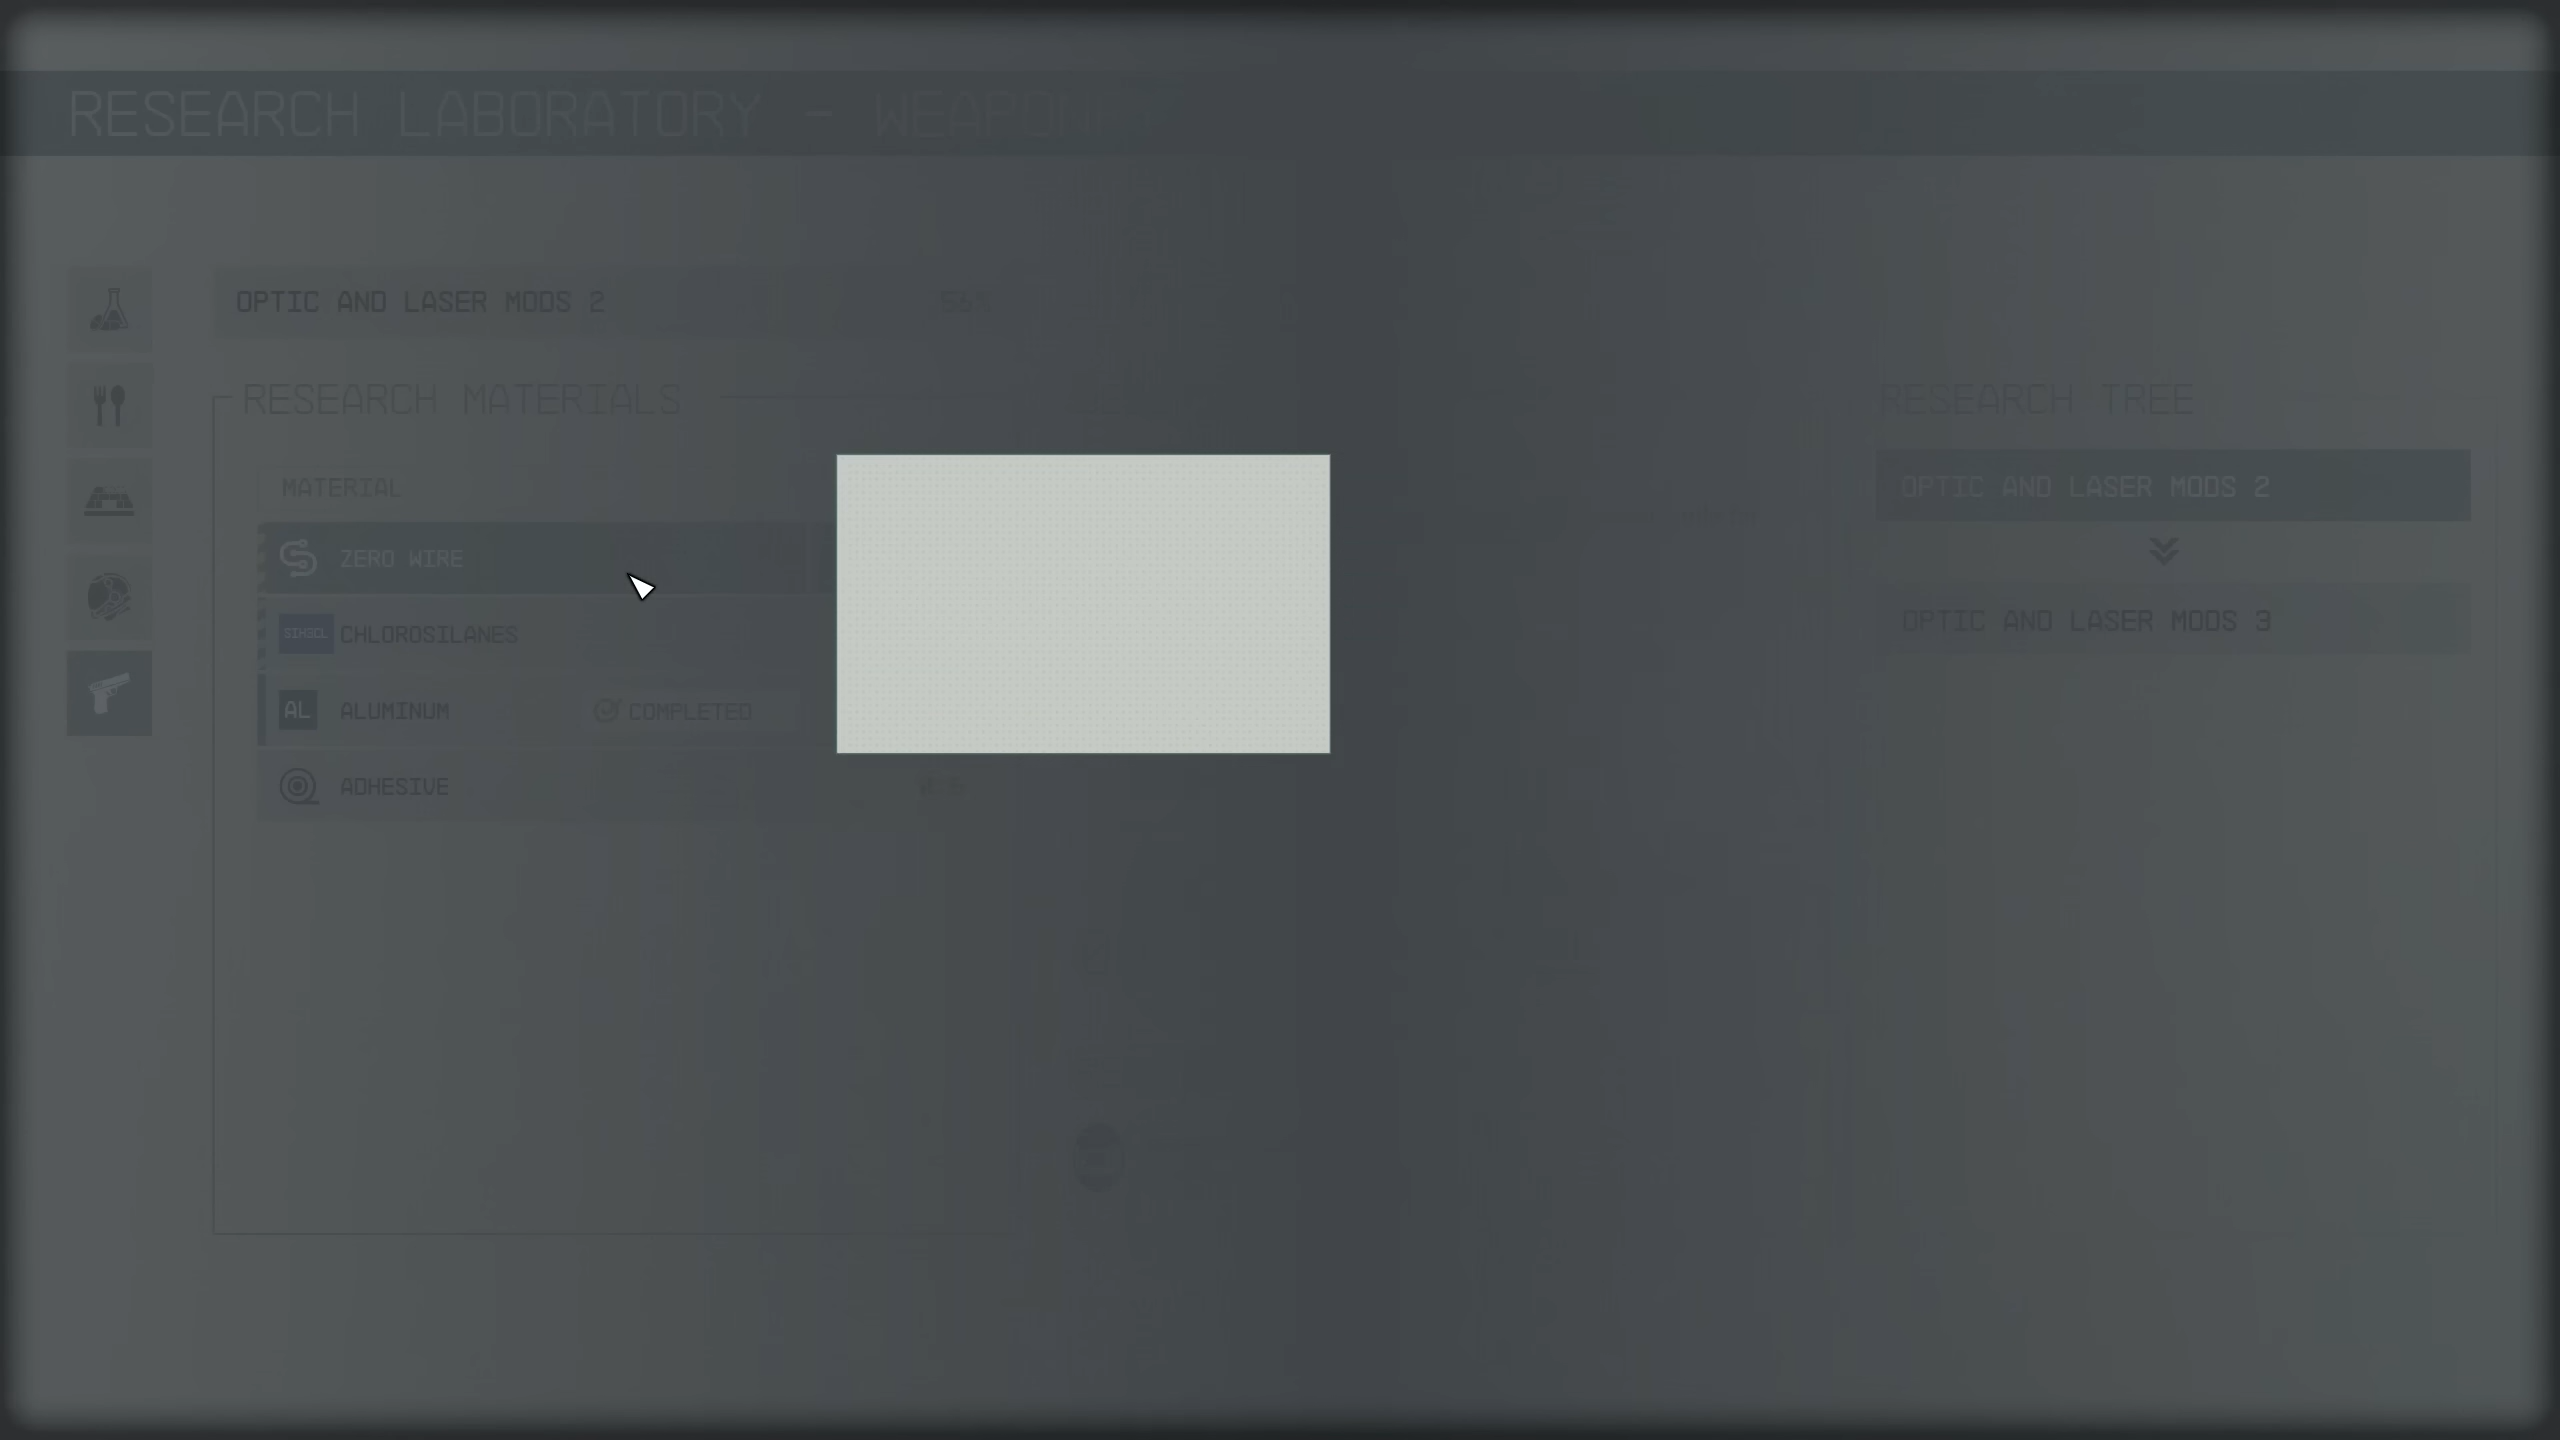 RESEARCH LABORATORY -
OPTIC AND LASER MODS 2
RESEARCH MATERIALS
RESEARCH TREE
MATERIAL
OPTIC AND LASER MODS 2
ZERO WIRE
OPTIC AND LASER MODS 3
SIH3CL CHLOROSILANES
AL ALUMINUM COMPLETED
ADHESIVE